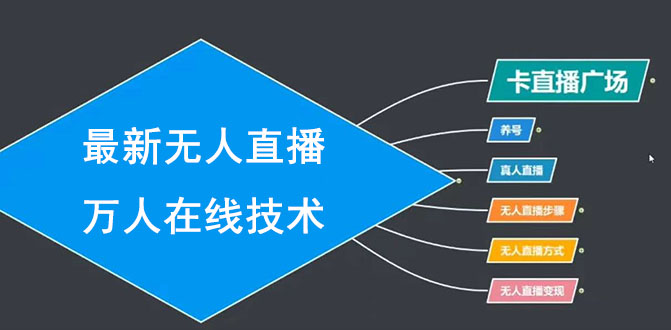 最新无人直播
万人在线技术
卡直播广场
养号
真人直播
无人直播步骤
无人直播方式
无人直播变现